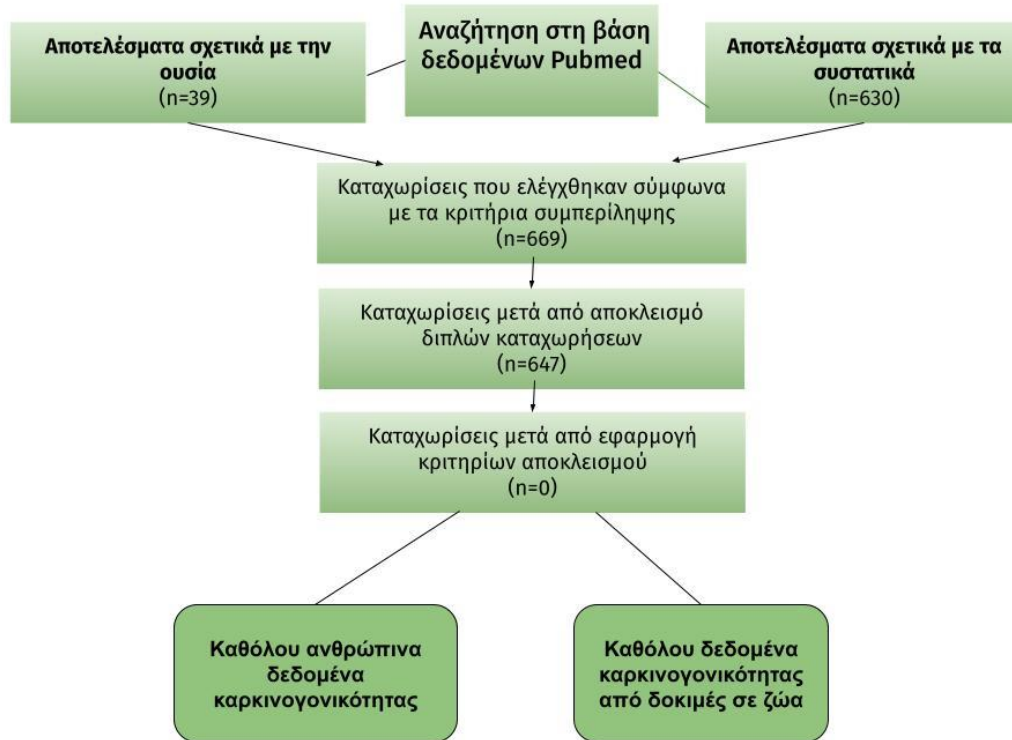 Αποτελέσματα σχετικά με την
ουσία
(n=39)
Αναζήτηση στη βάση
δεδομένων Pubmed
Αποτελέσματα σχετικά με τα
συστατικά
(n=630)
Καταχωρίσεις που ελέγχθηκαν σύμφωνα
με τα κριτήρια συμπερίληψης
(n=669)
Καταχωρίσεις μετά από αποκλεισμό
διπλών καταχωρήσεων
(n=647)
Καταχωρίσεις μετά από εφαρμογή
κριτηρίων αποκλεισμού
(n=0)
Καθόλου ανθρώπινα
δεδομένα
καρκινογονικότητας
Καθόλου δεδομένα
καρκινογονικότητας
από δοκιμές σε ζώα